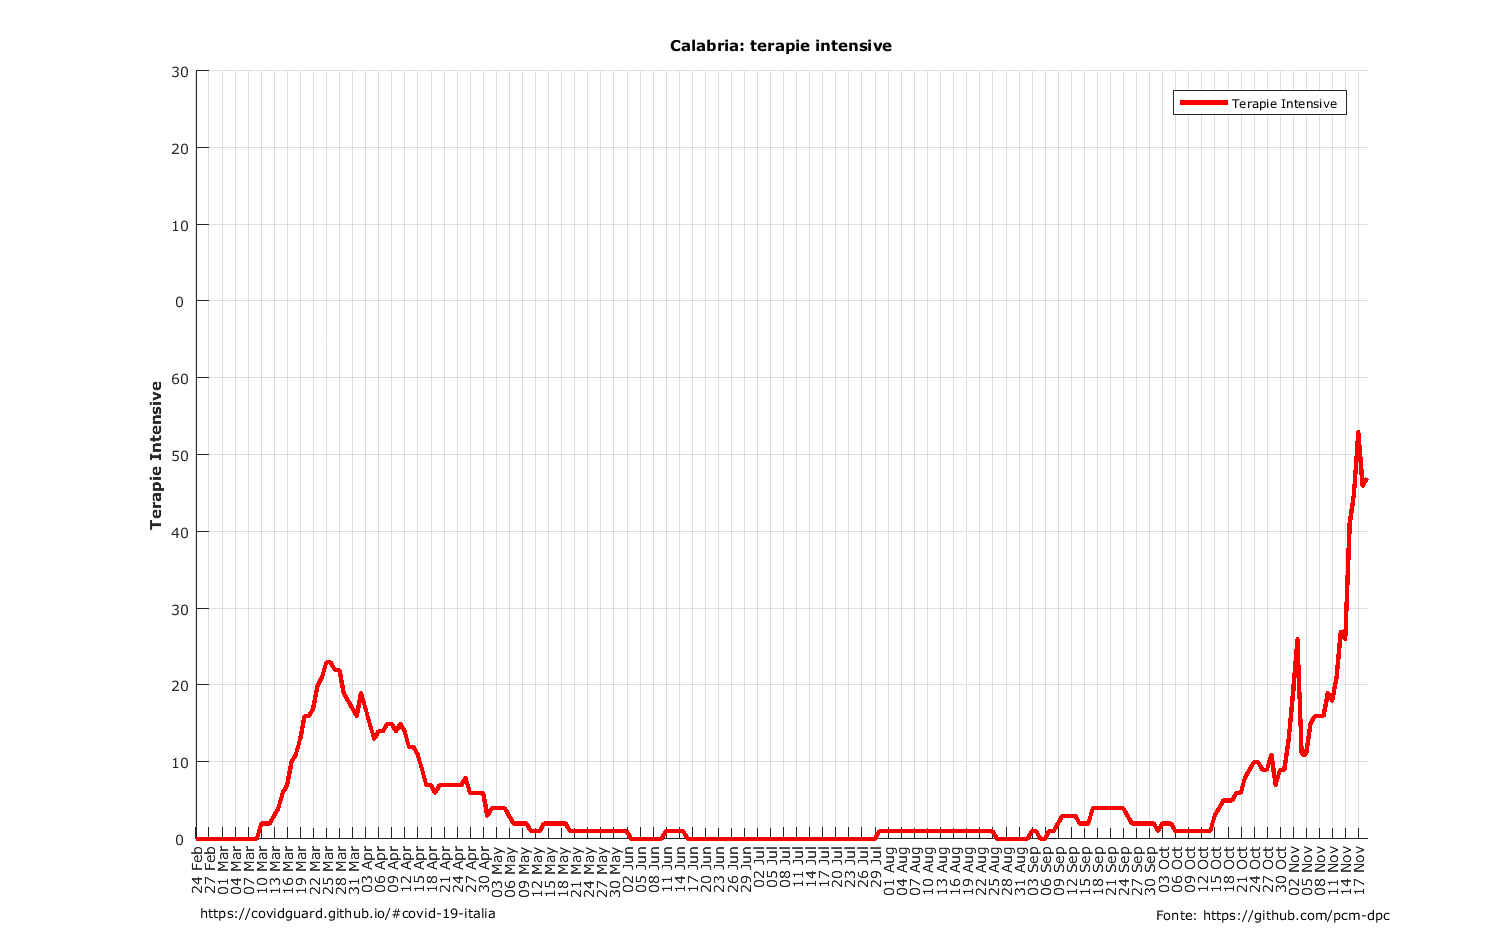 Calabria: terapie intensive
Terapie Intensive
30
20
10
0
60
50
40
30
20
10
0
Terapie Intensive
24 Feb
27 Feb
01 Mar
04 Mar
07 Mar
10 Mar
13 Mar
16 Mar
19 Mar
22 Mar
25 Mar
28 Mar
31 Mar
03 Apr
06 Apr
09 Apr
12 Apr
15 Apr
18 Apr
21 Apr
24 Apr
27 Apr
30 Apr
03 May
06 May
09 May
12 May
15 May
18 May
21 May
24 May
27 May
30 May
02 Jun
05 Jun
08 Jun
11 Jun
14 Jun
17 Jun
20 Jun
23 Jun
26 Jun
29 Jun
02 Jul
05 Jul
08 Jul
11 Jul
14 Jul
17 Jul
20 Jul
23 Jul
26 Jul
29 Jul
01 Aug
04 Aug
07 Aug
10 Aug
13 Aug
16 Aug
19 Aug
22 Aug
25 Aug
28 Aug
31 Aug
03 Sep
06 Sep
09 Sep
12 Sep
15 Sep
18 Sep
21 Sep
24 Sep
27 Sep
30 Sep
03 Oct
06 Oct
09 Oct
12 Oct
15 Oct
18 Oct
21 Oct
24 Oct
27 Oct
30 Oct
02 Nov
05 Nov
08 Nov
11 Nov
14 Nov
17 Nov
https://covidguard.github.io/#covid-19-italia
Fonte: https://github.com/pcm-dpc